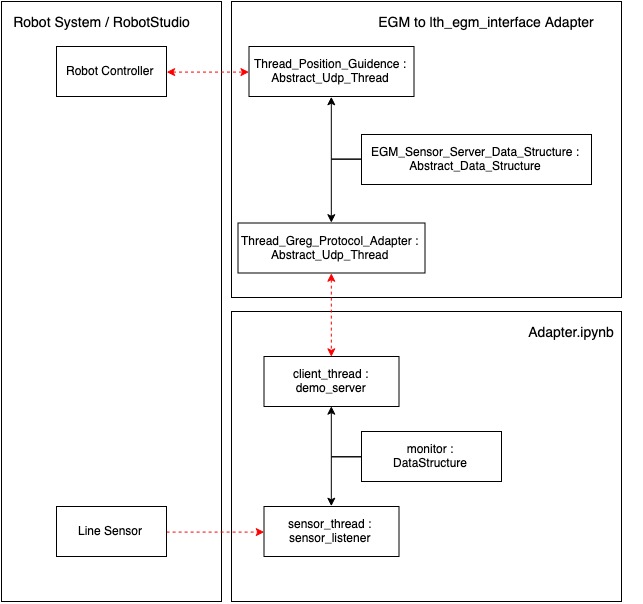 Robot System / RobotStudio
EGM to lth_egm_interface Adapter
Robot Controller
Thread_Position_Guidence :
Abstract_Udp_Thread
EGM_Sensor_Server_Data_Structure :
Abstract_Data_Structure
Thread_Greg_Protocol_Adapter :
Abstract_Udp_Thread
Adapter.ipynb
client_thread :
demo_server
monitor :
DataStructure
Line Sensor
sensor_thread :
sensor_listener